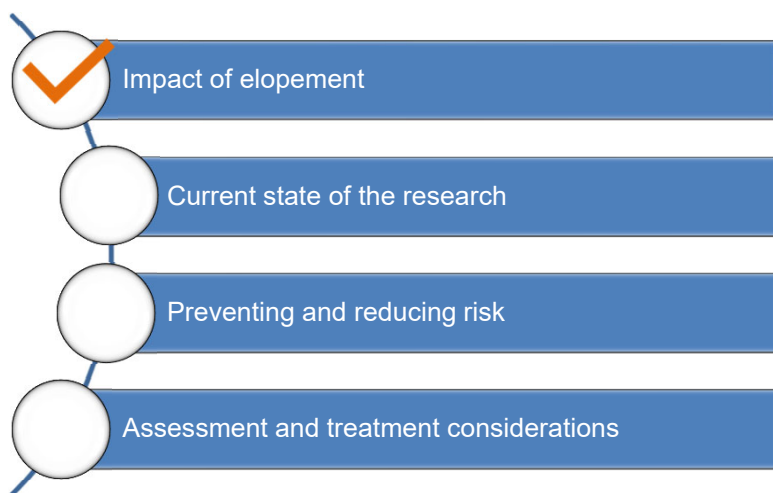 Impact of elopement
Current state of the research
Preventing and reducing risk
Assessment and treatment considerations